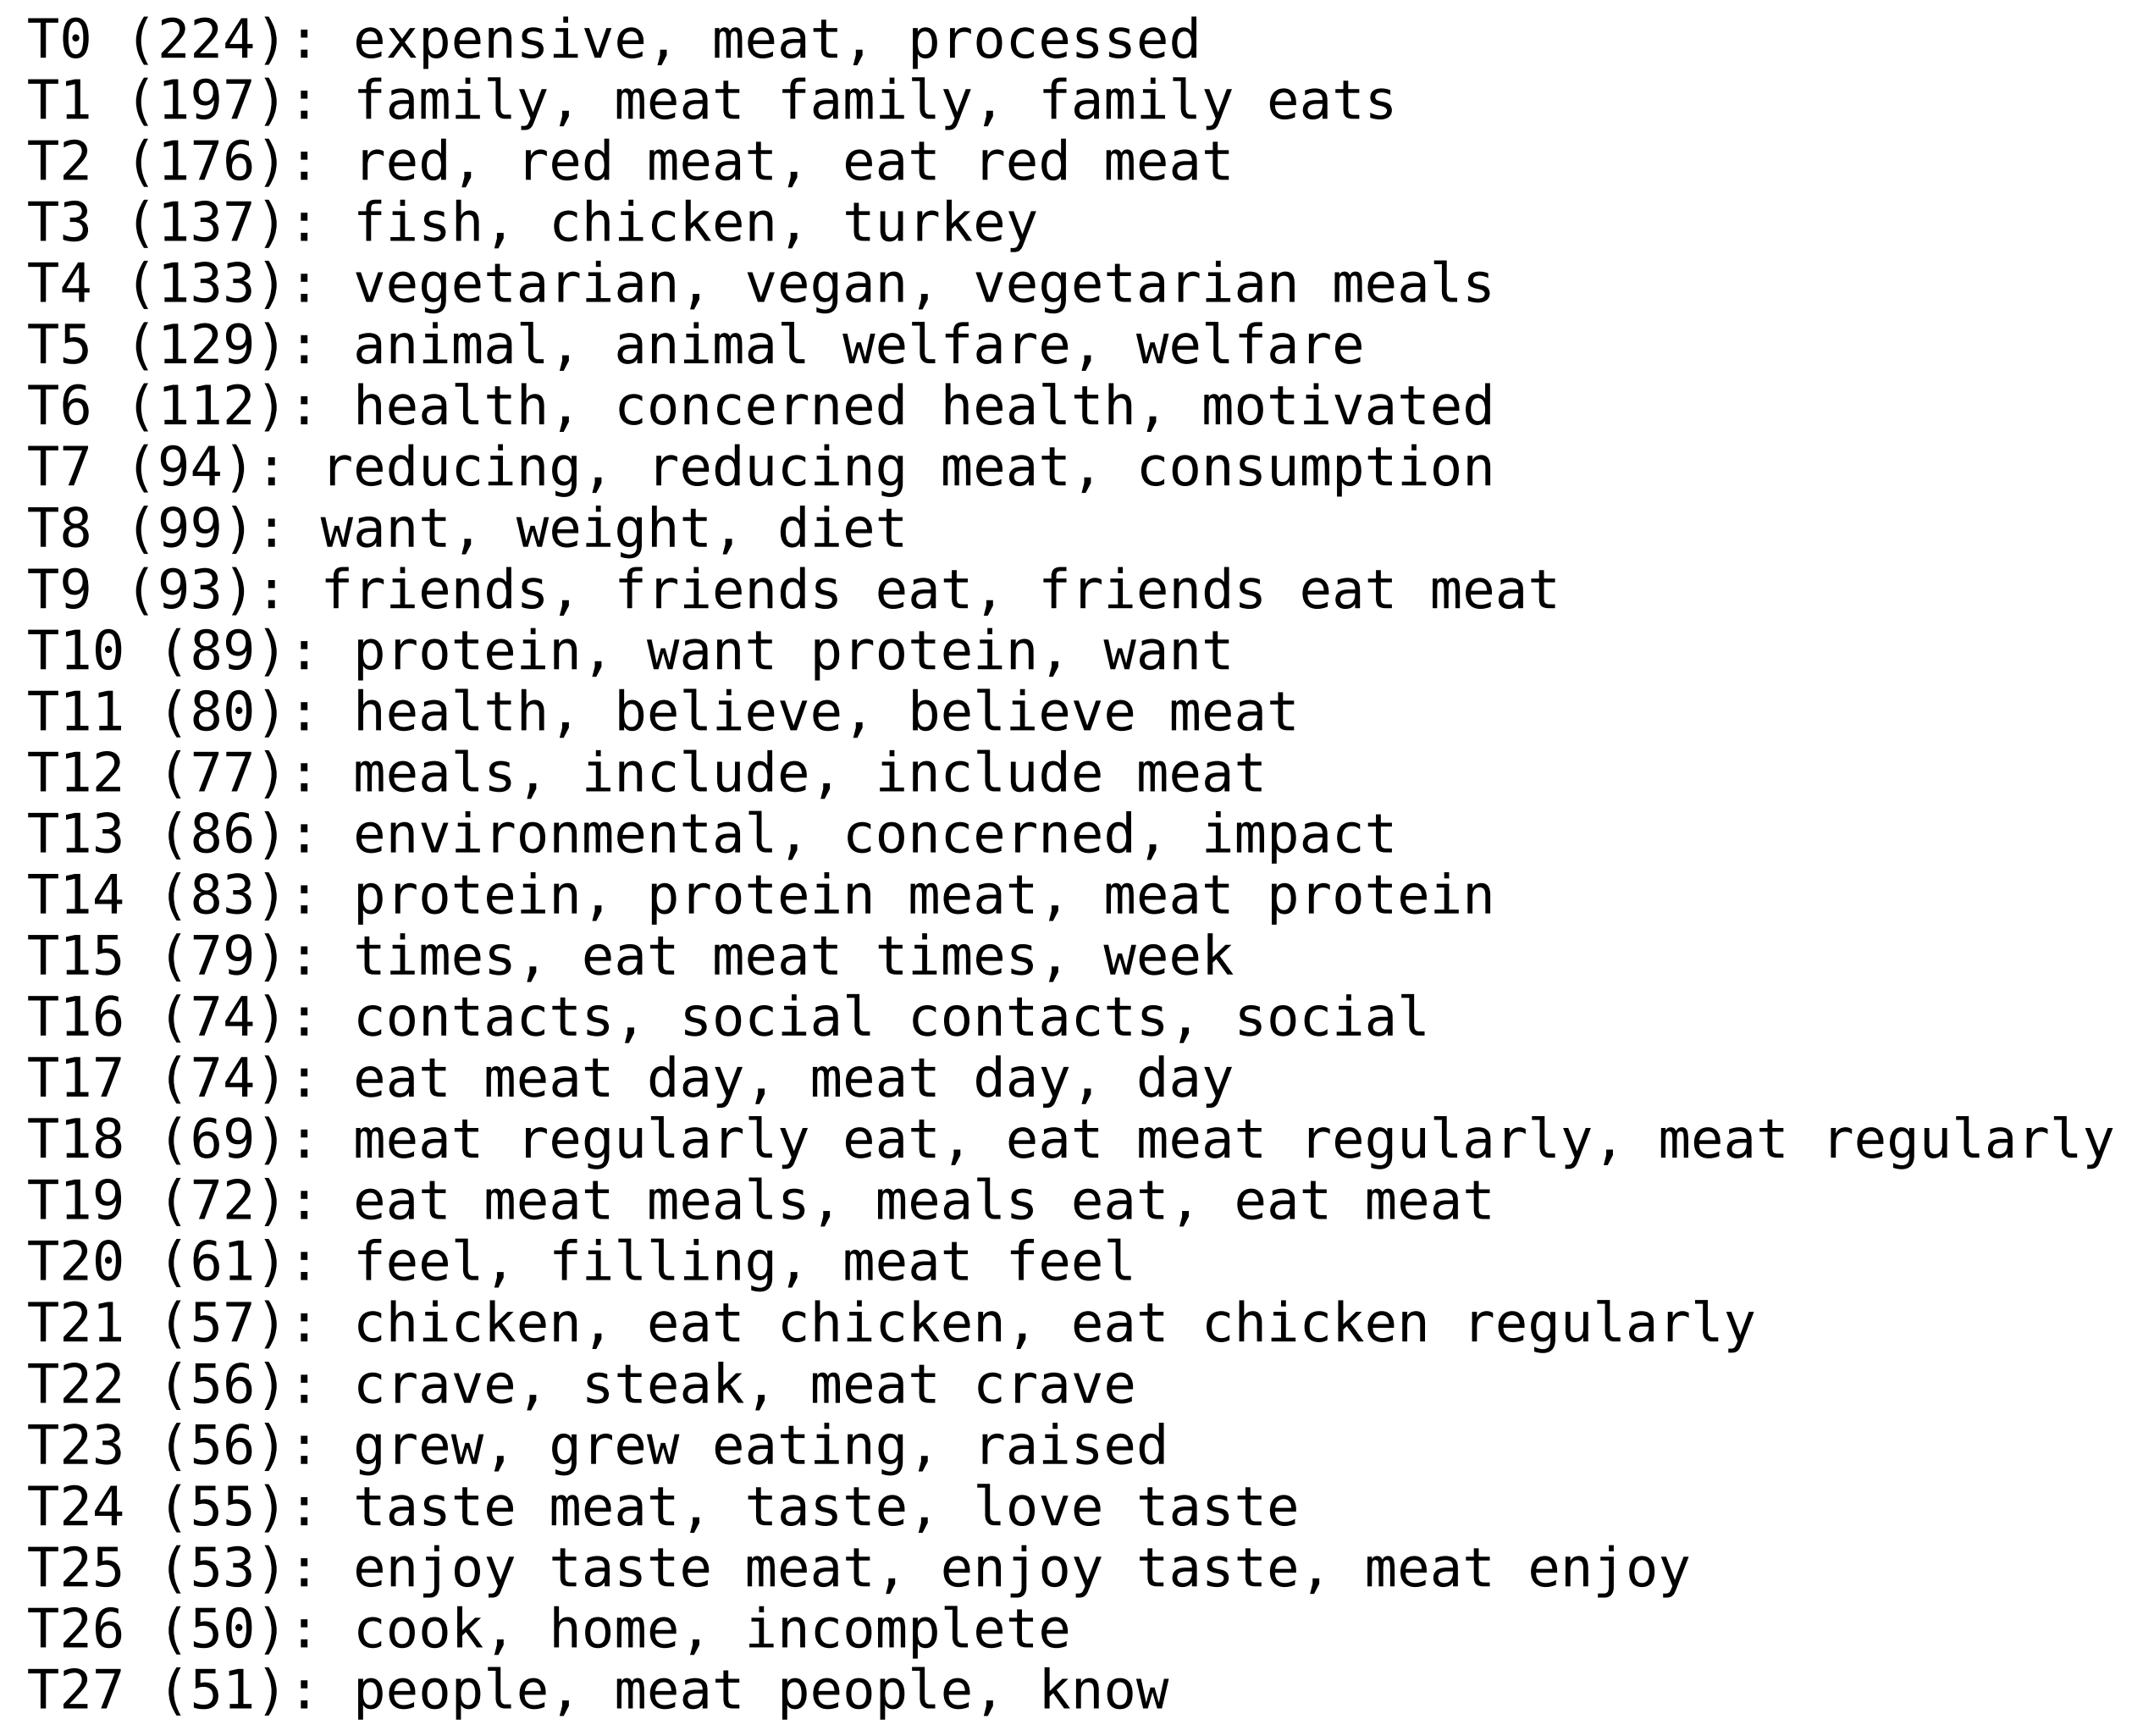 T0 (224): expensive, meat, processed
T1 (197): family, meat family, family eats
T2 (176): red, red meat, eat red meat
T3 (137): fish, chicken, turkey
T4 (133): vegetarian, vegan, vegetarian meals
T5 (129): animal, animal welfare, welfare
T6 (112): health, concerned health, motivated
T7 (94): reducing, reducing meat, consumption
T8 (99): want, weight, diet
T9 (93): friends, friends eat, friends eat meat
T10 (89): protein, want protein, want
T11 (80): health, believe, believe meat
T12 (77): meals, include, include meat
T13 (86): environmental, concerned, impact
T14 (83): protein, protein meat, meat protein
T15 (79): times, eat meat times, week
T16 (74): contacts, social contacts, social
T17 (74): eat meat day, meat day, day
T18 (69): meat regularly eat, eat meat regularly, meat regularly
T19 (72): eat meat meals, meals eat, eat meat
T20 (61): feel, filling, meat feel
T21 (57): chicken, eat chicken, eat chicken regularly
T22 (56): crave, steak, meat crave
T23 (56): grew, grew eating, raised
T24 (55): taste meat, taste, love taste
T25 (53): enjoy taste meat, enjoy taste, meat enjoy
T26 (50): cook, home, incomplete
T27 (51): people, meat people, know